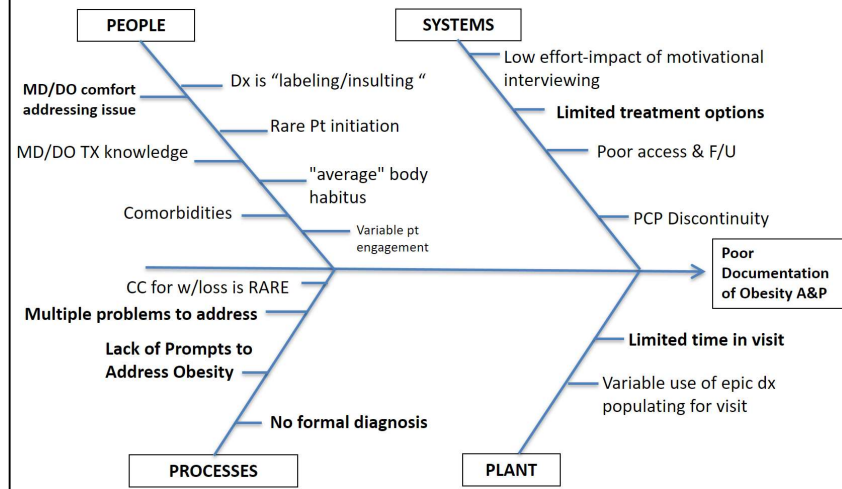 PEOPLE
SYSTEMS
MD/DO comfort
addressing issue
Dx is “labeling/insulting “
Rare Pt initiation
MD/DO TX knowledge
"average" body
habitus
Comorbidities
Variable pt
engagement
Low effort-impact of motivational
interviewing
Limited treatment options
Poor access & F/U
PCP Discontinuity
Poor
Documentation
of Obesity A&P
CC for w/loss is RARE
Multiple problems to address
Lack of Prompts to
Address Obesity
No formal diagnosis
Limited time in visit
Variable use of epic dx
populating for visit
PROCESSES
PLANT